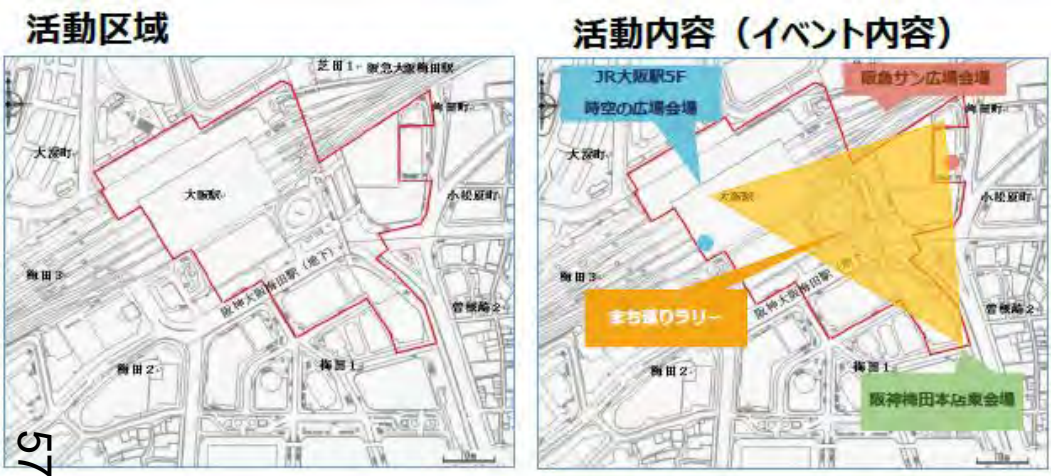 活動区域
芝田1 阪急大阪梅田駅
角田町
大深町
大阪駅
小松原町
梅田3
阪神大阪梅田駅(地下)
曽根崎2
梅田1
梅田2
57
活動内容(イベント内容)
JR大阪駅5F
時空の広場会場
阪急サン広場会場
角田町
大深町
大阪駅
小松原町
梅田3
阪神大阪梅田駅(地下)
まち巡りラリー
曽根崎2
梅田1
梅田2
阪神梅田本店東会場